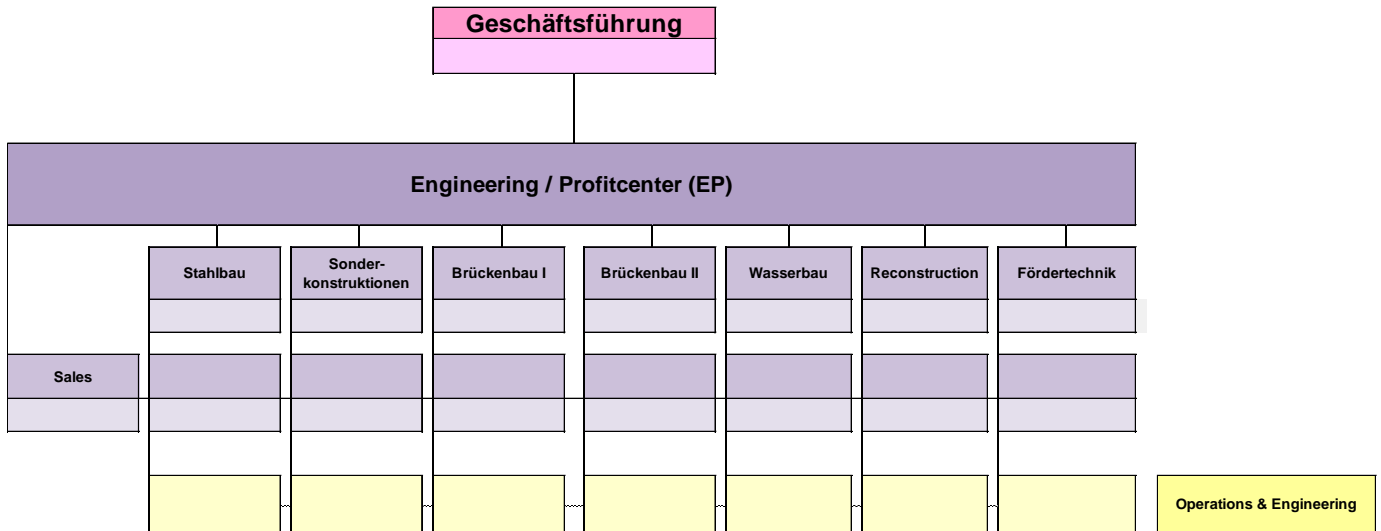 Geschäftsführung
Engineering / Profitcenter (EP)
Stahlbau
Sonder-
konstruktionen
Brückenbau I
Brückenbau II
Wasserbau
Reconstruction
Fördertechnik
Sales
Operations & Engineering